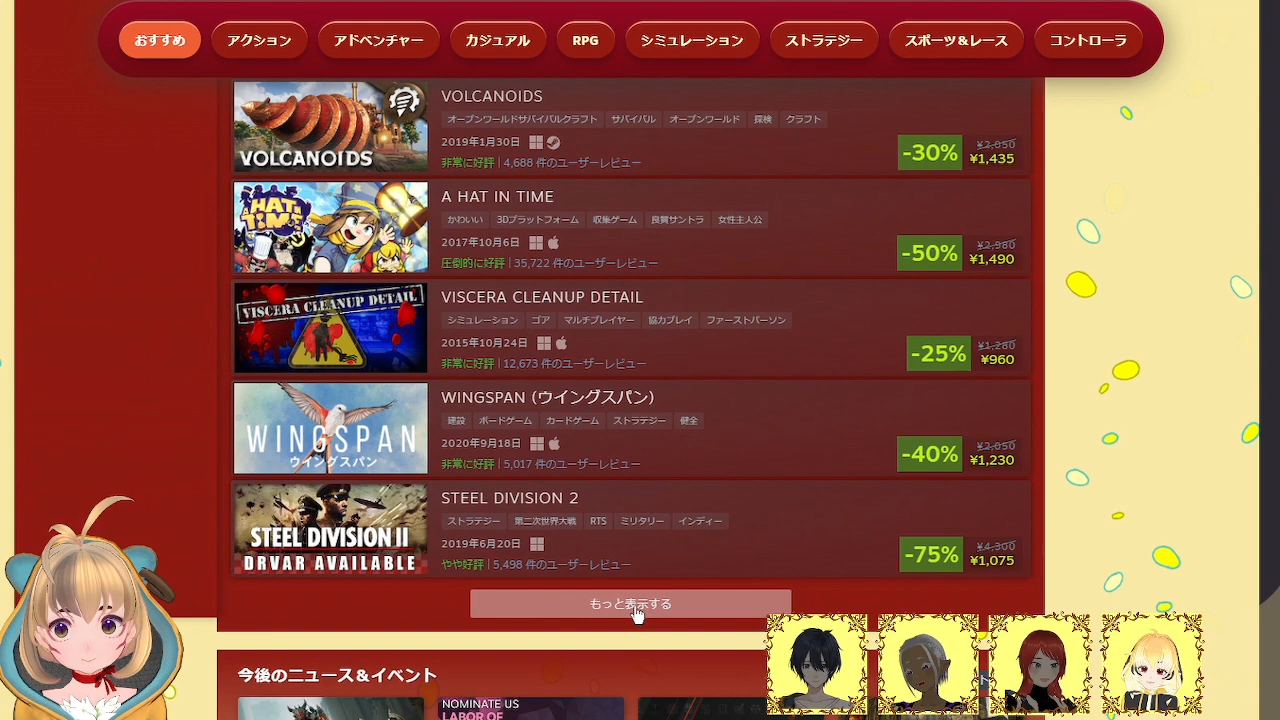 おすすめ
アクション
アドベンチャー
カジュアル
RPG
シミュレーション
ストラテジー
スポーツ&レース
コントローラ
VOLCANOIDS
VOLCANOIDS
オープンワールドサバイバルクラフト サバイバル オープンワールド 探検 クラフト
2019年1月30日
非常に好評 | 4,688 件のユーザーレビュー
-30%
¥2,050
¥1,435
A HAT IN TIME
A HAT IN TIME
かわいい 3Dプラットフォーム 収集ゲーム 良質サントラ 女性主人公
2017年10月6日
圧倒的に好評 | 35,722 件のユーザーレビュー
-50%
¥2,980
¥1,490
VISCERA CLEANUP DETAIL
VISCERA CLEANUP DETAIL
シミュレーション ゴア マルチプレイヤー 協力プレイ ファーストパーソン
2015年10月24日
非常に好評 | 12,673 件のユーザーレビュー
-25%
¥1,280
¥960
WINGSPAN
ウイングスパン
WINGSPAN (ウイングスパン)
建設 ボードゲーム カードゲーム ストラテジー 健全
2020年9月18日
非常に好評 | 5,017 件のユーザーレビュー
-40%
¥2,050
¥1,230
STEEL DIVISION II
DRVAR AVAILABLE
STEEL DIVISION 2
ストラテジー 第二次世界大戦 RTS ミリタリー インディー
2019年6月20日
やや好評 | 5,498 件のユーザーレビュー
-75%
¥4,300
¥1,075
もっと表示する
今後のニュース&イベント
NOMINATE US
LABOR OF